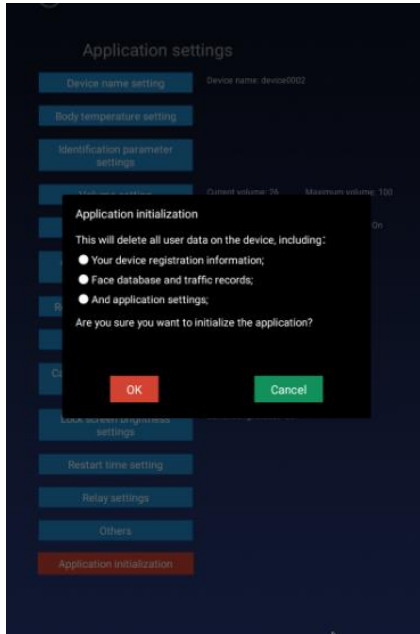 Application settings
Device name setting
Device name: device0002
Body temperature setting
Identification parameter
settings
Volume setting
Current volume: 26
Maximum volume: 100
On
Application initialization
This will delete all user data on the device, including:
Your device registration information;
Face database and traffic records;
And application settings;
Are you sure you want to initialize the application?
OK
Cancel
Lock screen brightness
settings
Restart time setting
Relay settings
Others
Application initialization